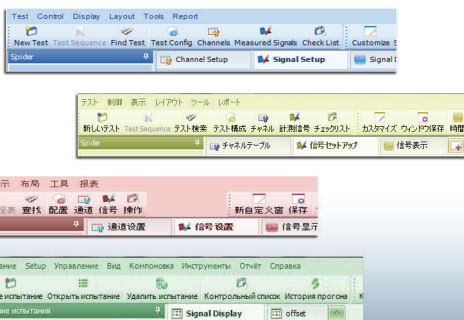 Test Control Display Layout Tools Report
New Test Test Sequence Find Test Test Config Channels Measured Signals Check List Customize
Spider Channel Setup Signal Setup Signal
テスト 制御 表示 レイアウト ツール レポート
新しいテスト Test Sequence テスト検索 テスト構成 チャネル 計測信号 チェックリスト カスタマイズ ウィンドウ保存 時間
Spider チャネルテーブル 信号セットアップ 信号表示
示 布局 工具 报表
查找 配置 通道 信号 操作 新自定义窗 保存
通道设置 信号设置 信号显示
ание Setup Управление Вид Компоновка Инструменты Отчёт Справка
е испытание Открыть испытание Удалить испытание Контрольный список История прогона К
ние испытания Signal Display offset